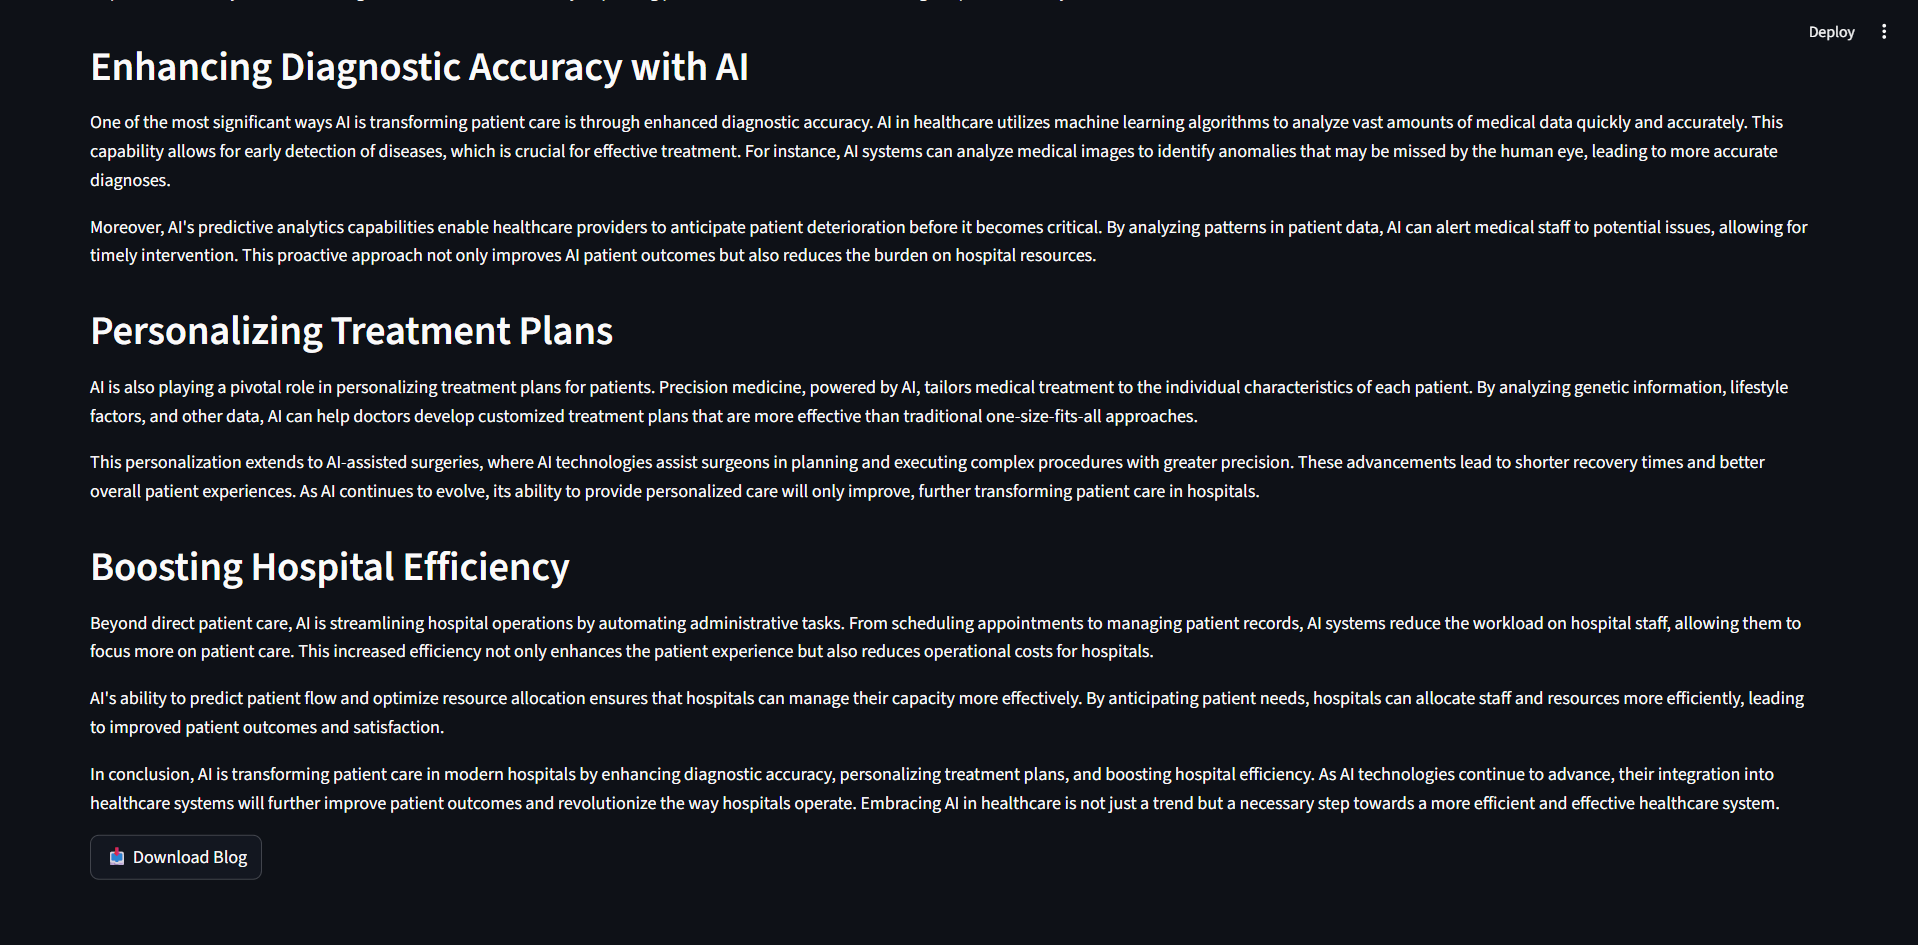 Deploy
Enhancing Diagnostic Accuracy with AI
One of the most significant ways AI is transforming patient care is through enhanced diagnostic accuracy. AI in healthcare utilizes machine learning algorithms to analyze vast amounts of medical data quickly and accurately. This
capability allows for early detection of diseases, which is crucial for effective treatment. For instance, AI systems can analyze medical images to identify anomalies that may be missed by the human eye, leading to more accurate
diagnoses.
Moreover, AI's predictive analytics capabilities enable healthcare providers to anticipate patient deterioration before it becomes critical. By analyzing patterns in patient data, AI can alert medical staff to potential issues, allowing for
timely intervention. This proactive approach not only improves AI patient outcomes but also reduces the burden on hospital resources.
Personalizing Treatment Plans
AI is also playing a pivotal role in personalizing treatment plans for patients. Precision medicine, powered by AI, tailors medical treatment to the individual characteristics of each patient. By analyzing genetic information, lifestyle
factors, and other data, AI can help doctors develop customized treatment plans that are more effective than traditional one-size-fits-all approaches.
This personalization extends to AI-assisted surgeries, where AI technologies assist surgeons in planning and executing complex procedures with greater precision. These advancements lead to shorter recovery times and better
overall patient experiences. As AI continues to evolve, its ability to provide personalized care will only improve, further transforming patient care in hospitals.
Boosting Hospital Efficiency
Beyond direct patient care, AI is streamlining hospital operations by automating administrative tasks. From scheduling appointments to managing patient records, AI systems reduce the workload on hospital staff, allowing them to
focus more on patient care. This increased efficiency not only enhances the patient experience but also reduces operational costs for hospitals.
AI's ability to predict patient flow and optimize resource allocation ensures that hospitals can manage their capacity more effectively. By anticipating patient needs, hospitals can allocate staff and resources more efficiently, leading
to improved patient outcomes and satisfaction.
In conclusion, AI is transforming patient care in modern hospitals by enhancing diagnostic accuracy, personalizing treatment plans, and boosting hospital efficiency. As AI technologies continue to advance, their integration into
healthcare systems will further improve patient outcomes and revolutionize the way hospitals operate. Embracing AI in healthcare is not just a trend but a necessary step towards a more efficient and effective healthcare system.
Download Blog